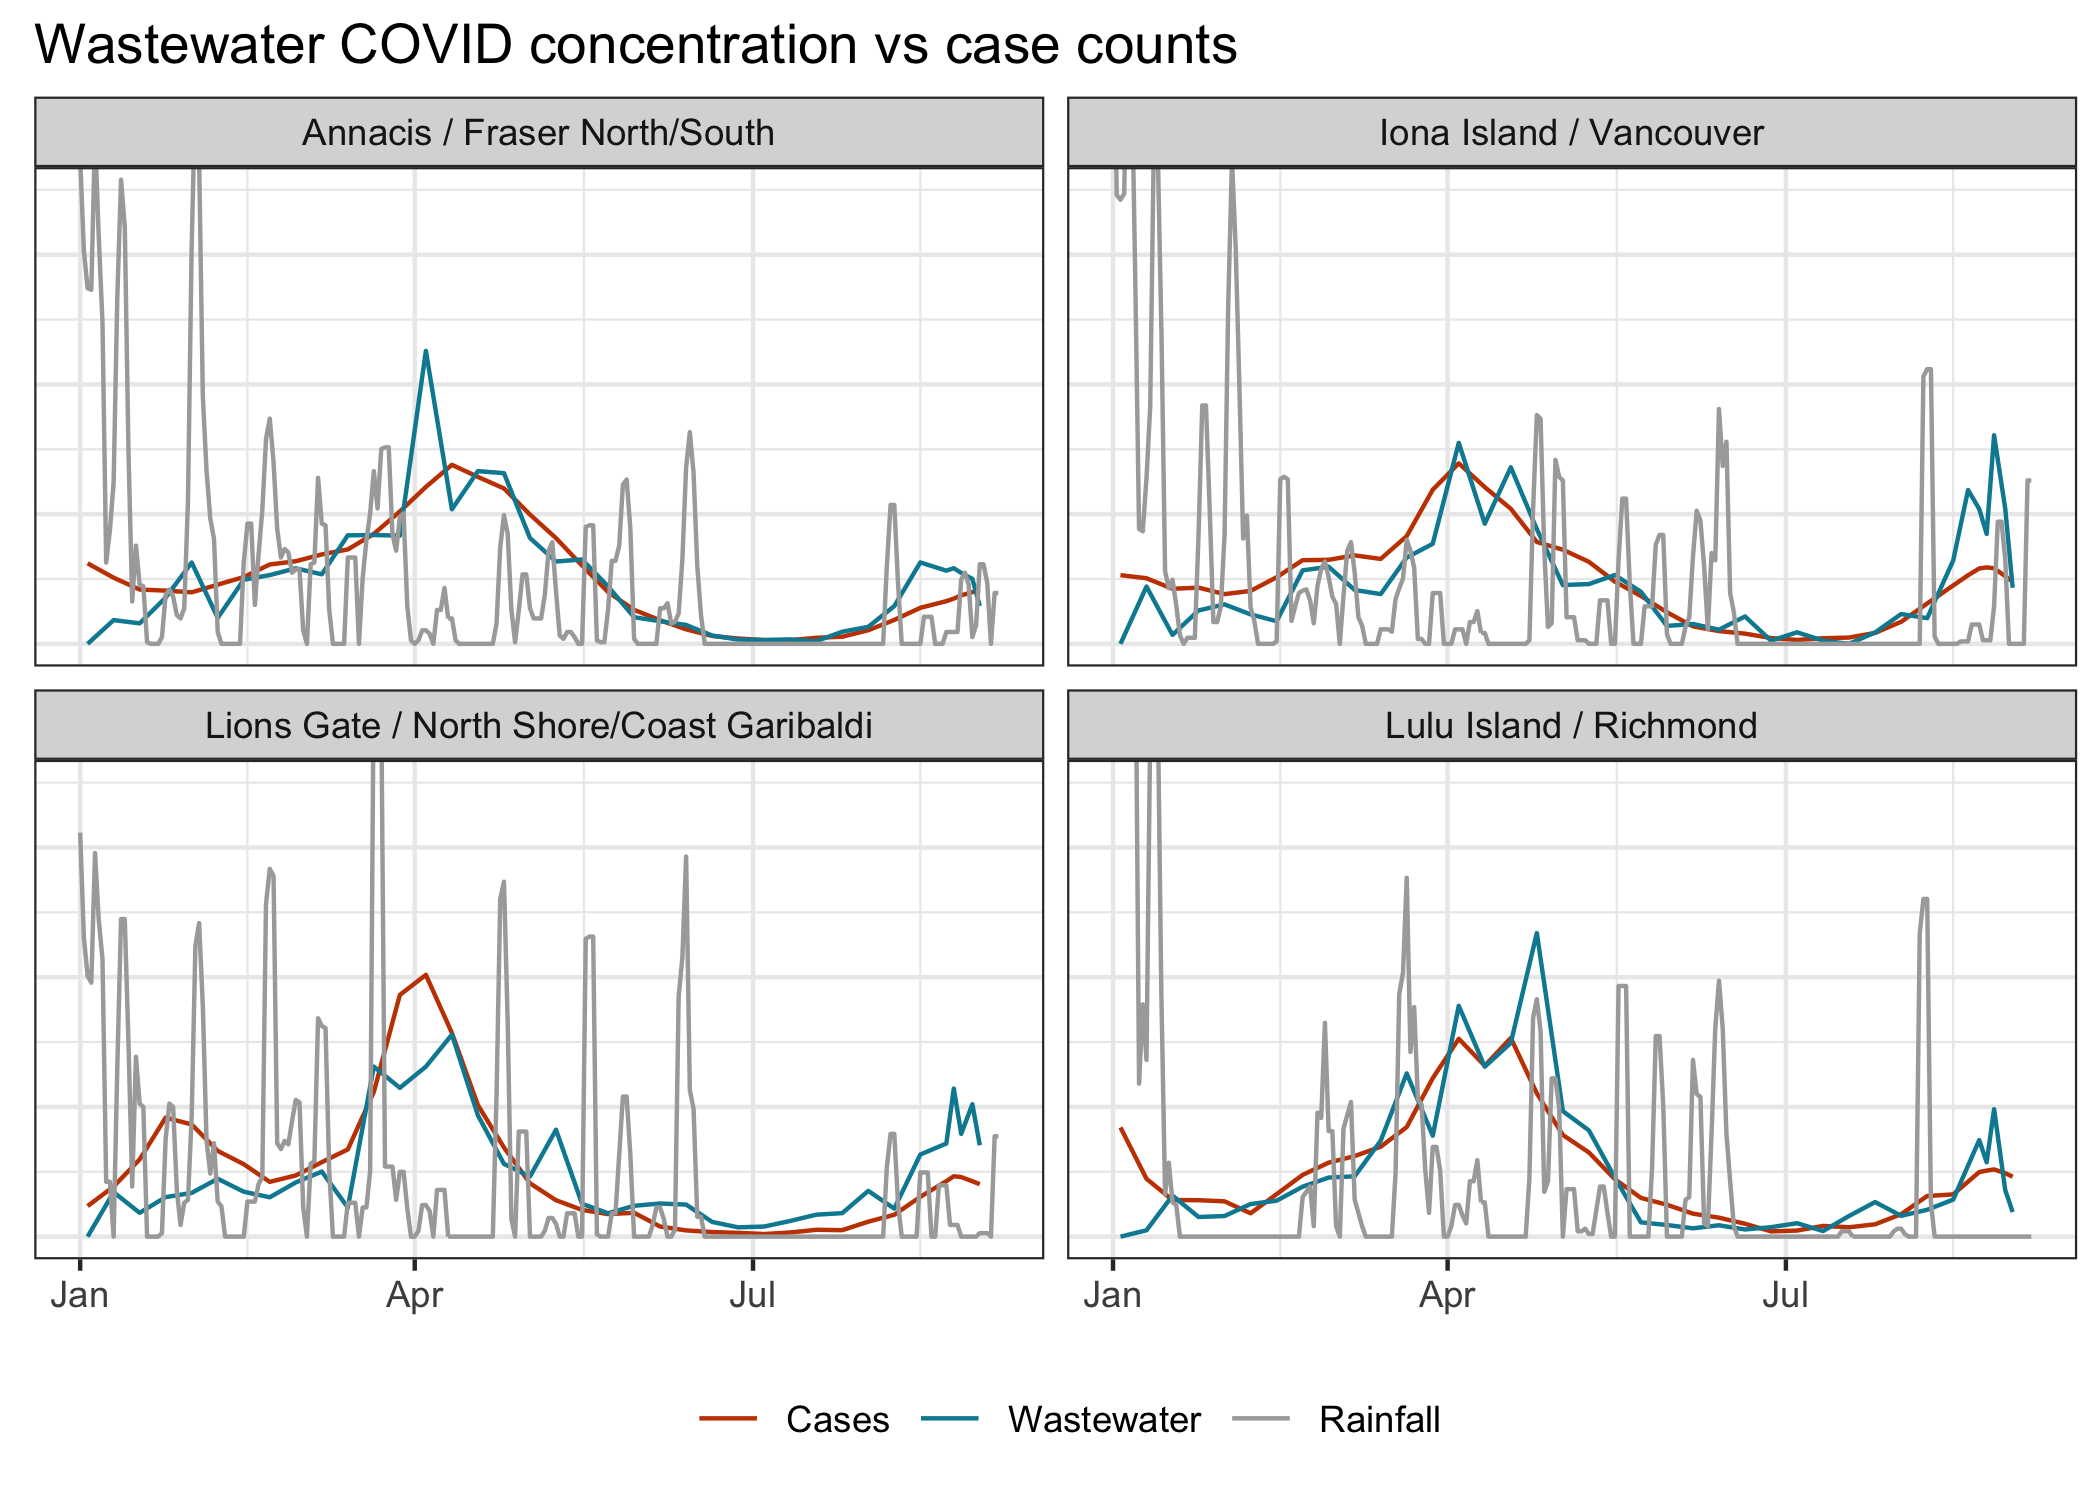 Wastewater COVID concentration vs case counts
Annacis / Fraser North/South
Iona Island / Vancouver
Lions Gate / North Shore/Coast Garibaldi
Lulu Island / Richmond
Jan Apr Jul
Jan Apr Jul
Cases Wastewater Rainfall